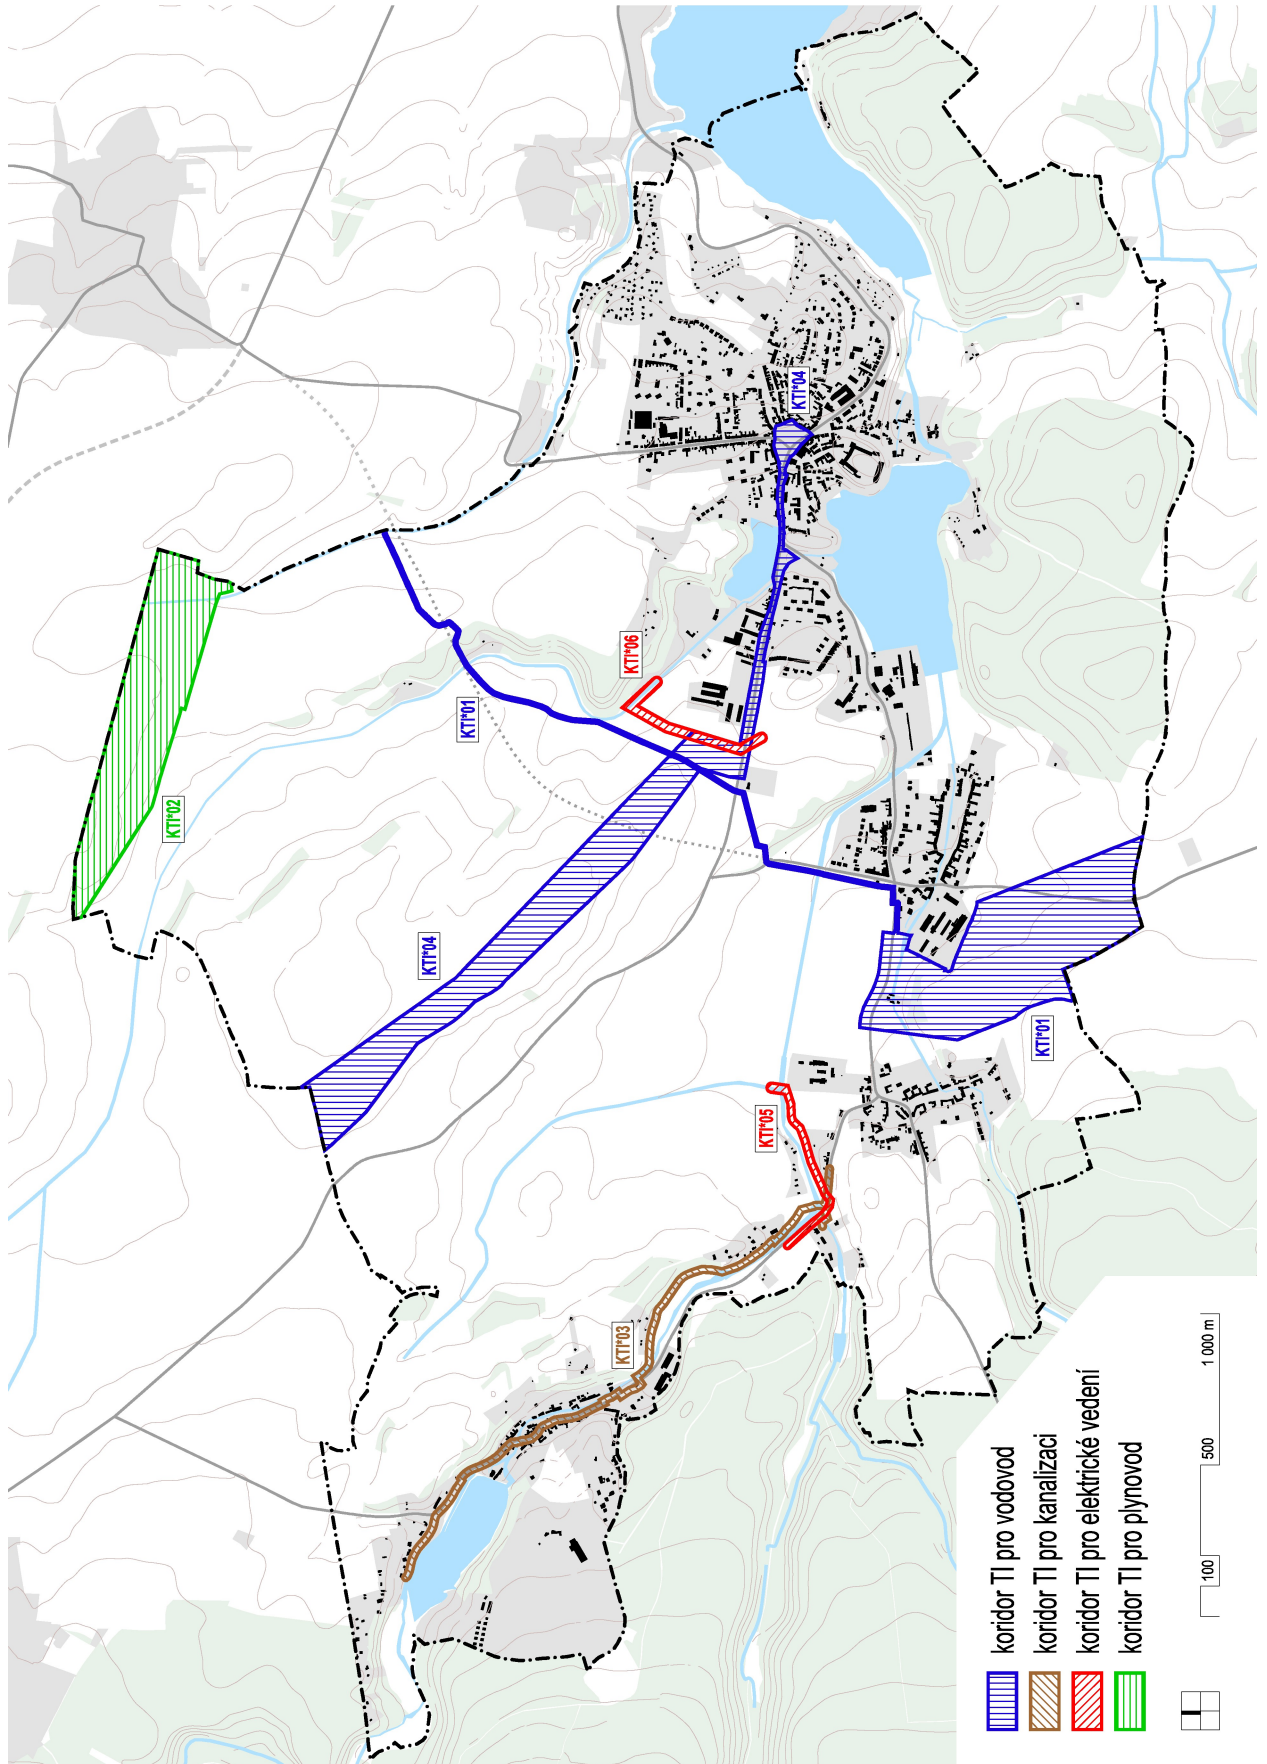 KTI*02
KTI*01
KTI*06
KTI*04
KTI*04
KTI*01
KTI*05
KTI*03
koridor TI pro vodovod
koridor TI pro kanalizaci
koridor TI pro elektrické vedení
koridor TI pro plynovod
100 500 1 000 m